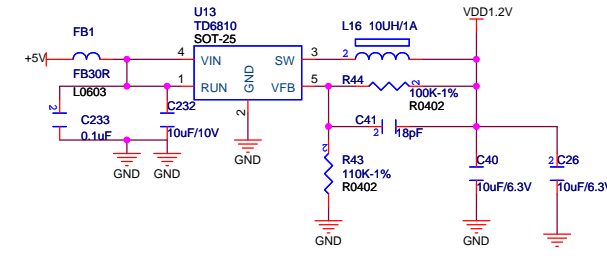 U13
TD6810
SOT-25
L16 10UH/1A
VDD1.2V
FB1
+5V
FB30R
L0603
4
VIN
SW
3
2
1
RUN
GND
VFB
5
2
R44
2
100K-1%
R0402
2
C233
0.1uF
C232
10uF/10V
C41
2
18pF
2
R43
110K-1%
R0402
C40
10uF/6.3V
2
C26
10uF/6.3V
GND
GND
GND
GND
GND